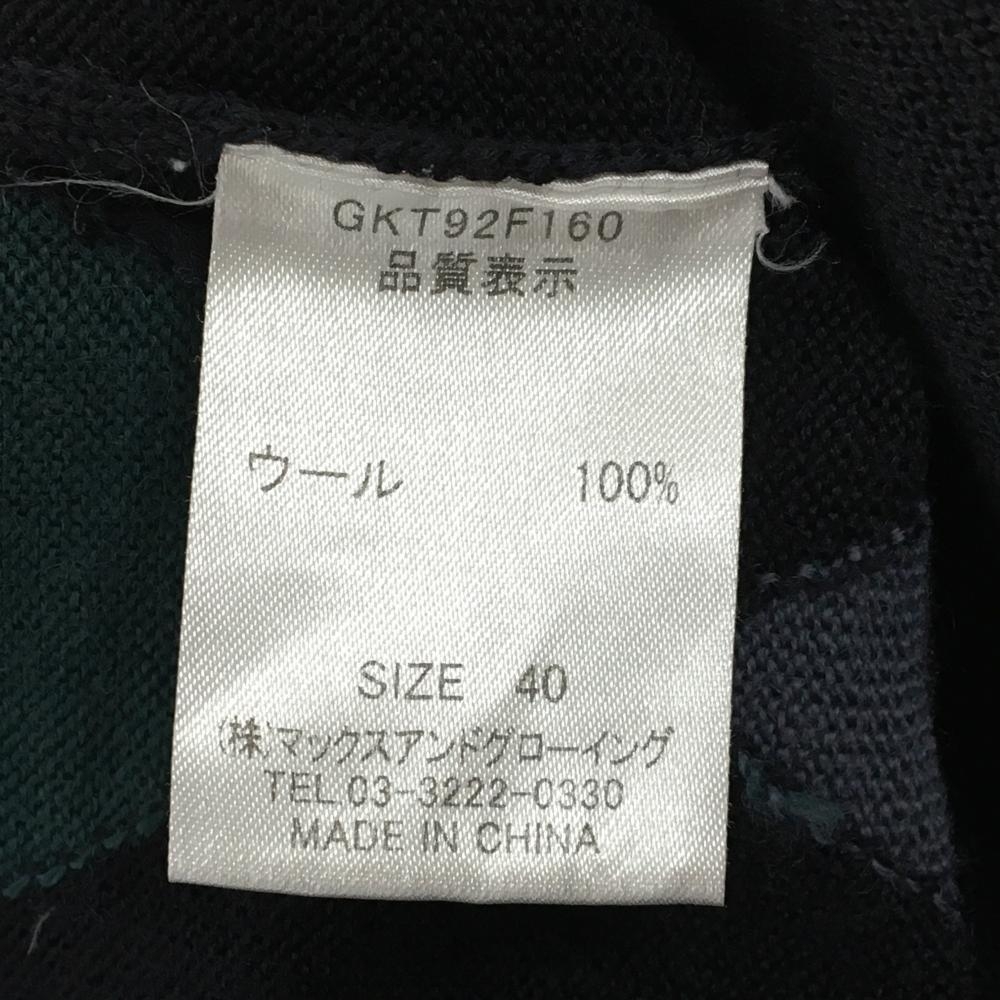 GKT92F160
品質表示
ウール 100%
SIZE 40
(株)マックスアンドグローイング
TEL.03-3222-0330
MADE IN CHINA